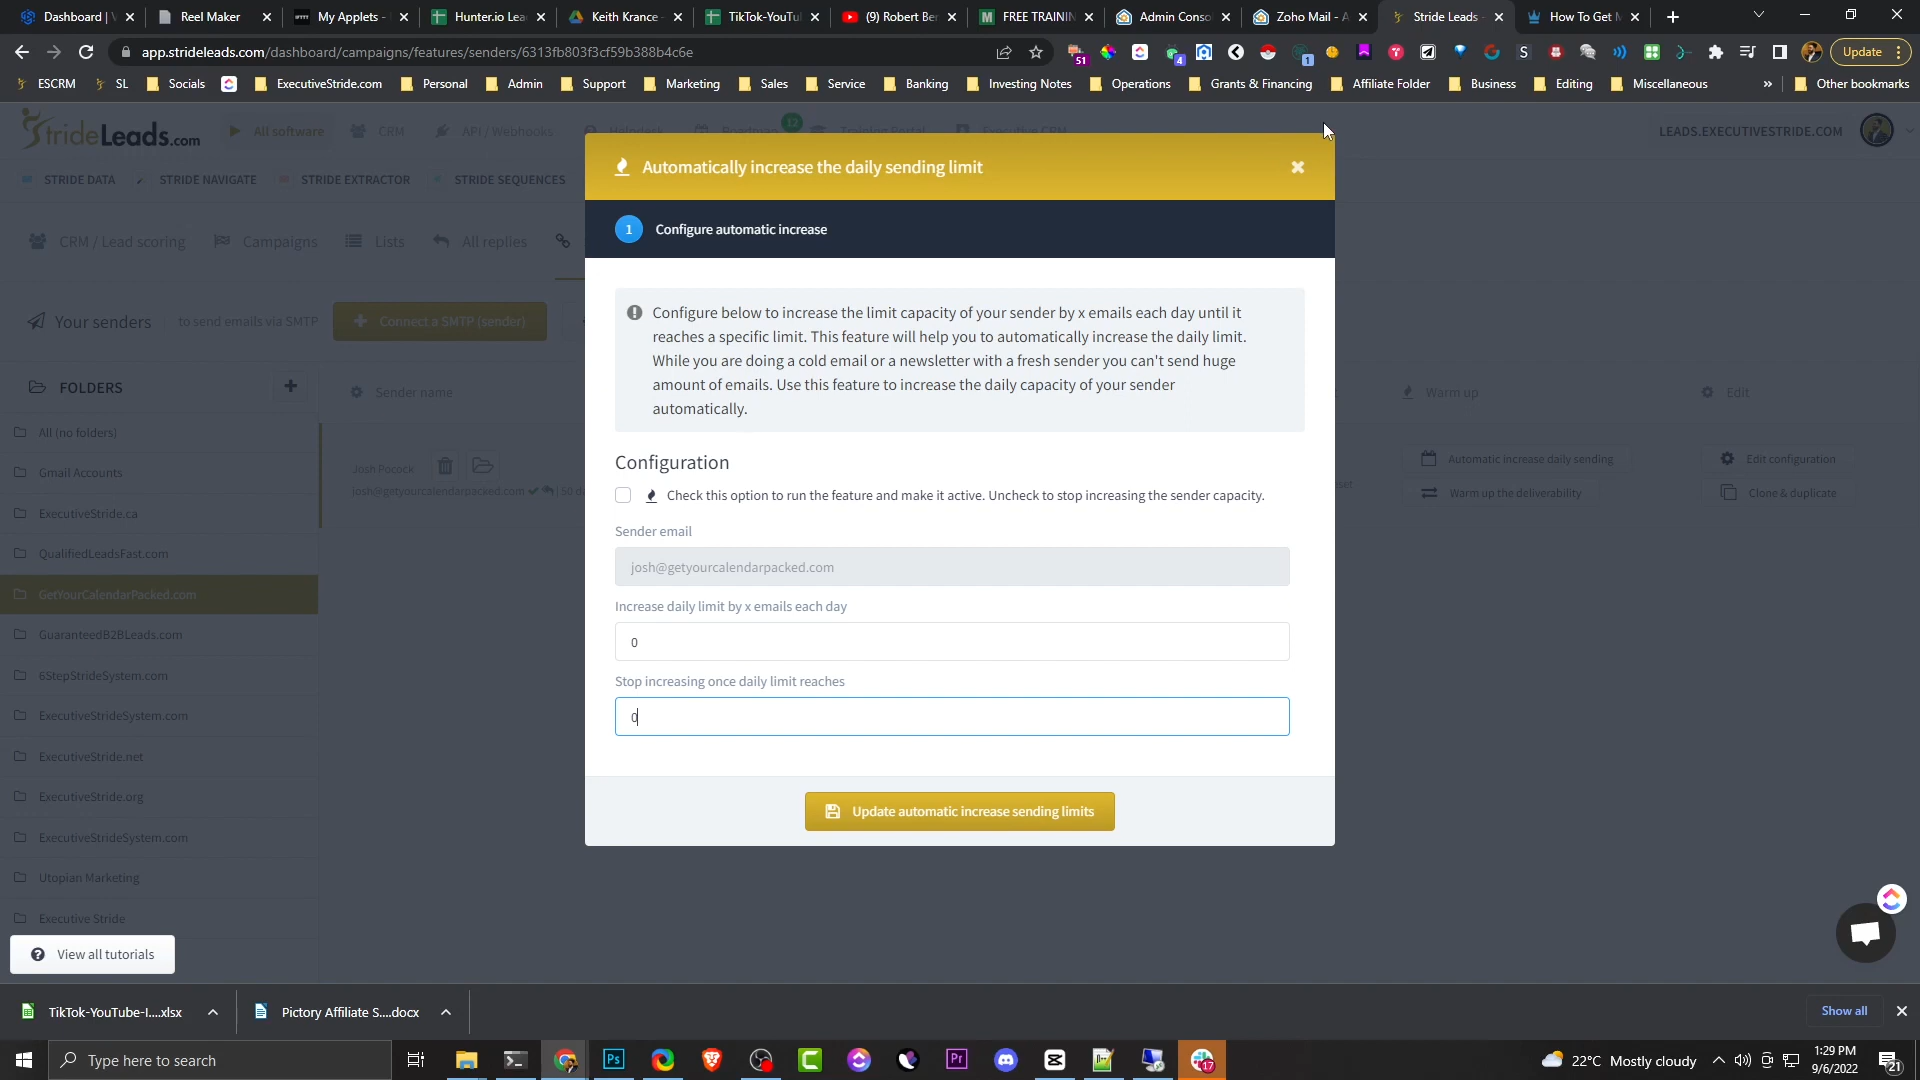 Dashboard | V
Reel Maker
My Applets -
Hunter.io Lea
Keith Krance -
TikTok-YouTu
(9) Robert Ber
FREE TRAININ
Admin Conso
Zoho Mail - A
Stride Leads -
How To Get M
app.strideleads.com/dashboard/campaigns/features/senders/6313fb803f3cf59b388b4c6e
51
4
1
Update
ESCRM
SL
Socials
ExecutiveStride.com
Personal
Admin
Support
Marketing
Sales
Service
Banking
Investing Notes
Operations
Grants & Financing
Affiliate Folder
Business
Editing
Miscellaneous
»
Other bookmarks
StrideLeads.com
All software
CRM
API / Webhooks
Helpdesk
Roadmap
12
Training Portal
Executive CRM
LEADS.EXECUTIVESTRIDE.COM
STRIDE DATA
STRIDE NAVIGATE
STRIDE EXTRACTOR
STRIDE SEQUENCES
CRM / Lead scoring
Campaigns
Lists
All replies
Your senders
to send emails via SMTP
Connect a SMTP (sender)
FOLDERS
Sender name
Warm up
Edit
All (no folders)
Gmail Accounts
ExecutiveStride.ca
QualifiedLeadsFast.com
GetYourCalendarPacked.com
GuaranteedB2BLeads.com
6StepStrideSystem.com
ExecutiveStrideSystem.com
ExecutiveStride.net
ExecutiveStride.org
ExecutiveStrideSystem.com
Utopian Marketing
Executive Stride
Josh Pocock
josh@getyourcalendarpacked.com
50 d
eset
Automatic increase daily sending
Warm up the deliverability
Edit configuration
Clone & duplicate
Automatically increase the daily sending limit
1 Configure automatic increase
Configure below to increase the limit capacity of your sender by x emails each day until it
reaches a specific limit. This feature will help you to automatically increase the daily limit.
While you are doing a cold email or a newsletter with a fresh sender you can't send huge
amount of emails. Use this feature to increase the daily capacity of your sender
automatically.
Configuration
Check this option to run the feature and make it active. Uncheck to stop increasing the sender capacity.
Sender email
josh@getyourcalendarpacked.com
Increase daily limit by x emails each day
0
Stop increasing once daily limit reaches
0
Update automatic increase sending limits
View all tutorials
TikTok-YouTube-I....xlsx
Pictory Affiliate S....docx
Show all
Type here to search
Ps
Pr
17
22°C Mostly cloudy
1:29 PM
9/6/2022
21